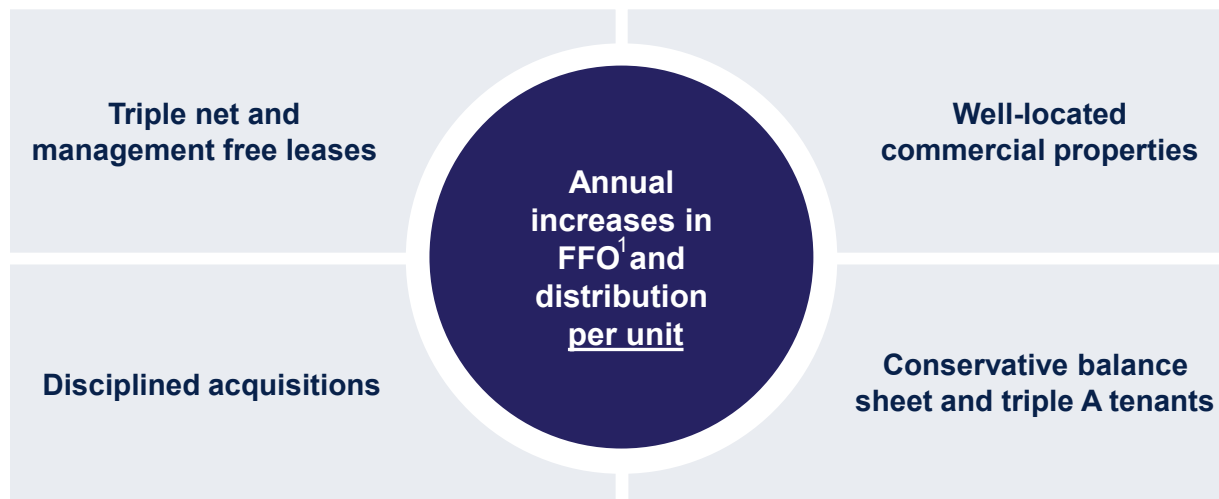 Triple net and
management free leases
Well-located
commercial properties
Annual
increases in
FFO¹ and
distribution
per unit
Disciplined acquisitions
Conservative balance
sheet and triple A tenants